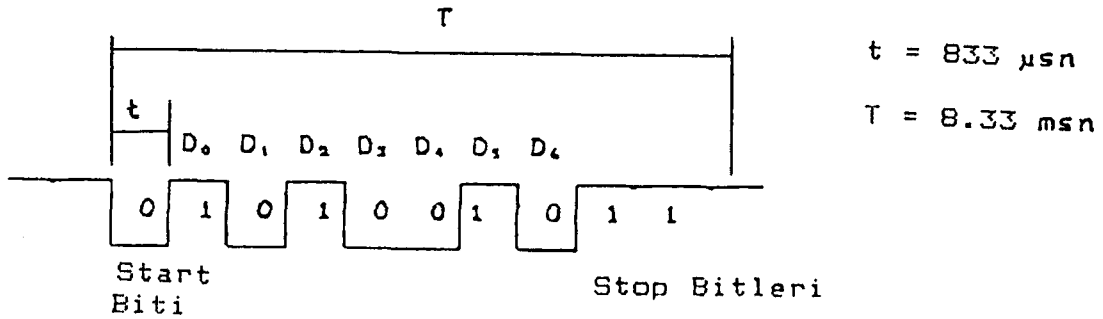 T
t = 833 µsn
T = 8.33 msn
t
D₀ D₁ D₂ D₃ D₄ D₅ D₆
0 1 0 1 0 0 1 0 1 1
Start
Biti
Stop Bitleri